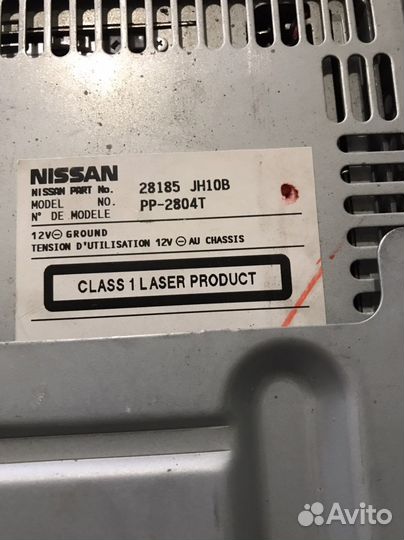 NISSAN
NISSAN PART No. 28185 JH10B
MODEL NO. PP-2804T
N° DE MODELE
12V⊖GROUND
TENSION D'UTILISATION 12V⊖AU CHASSIS
CLASS 1 LASER PRODUCT
Avito